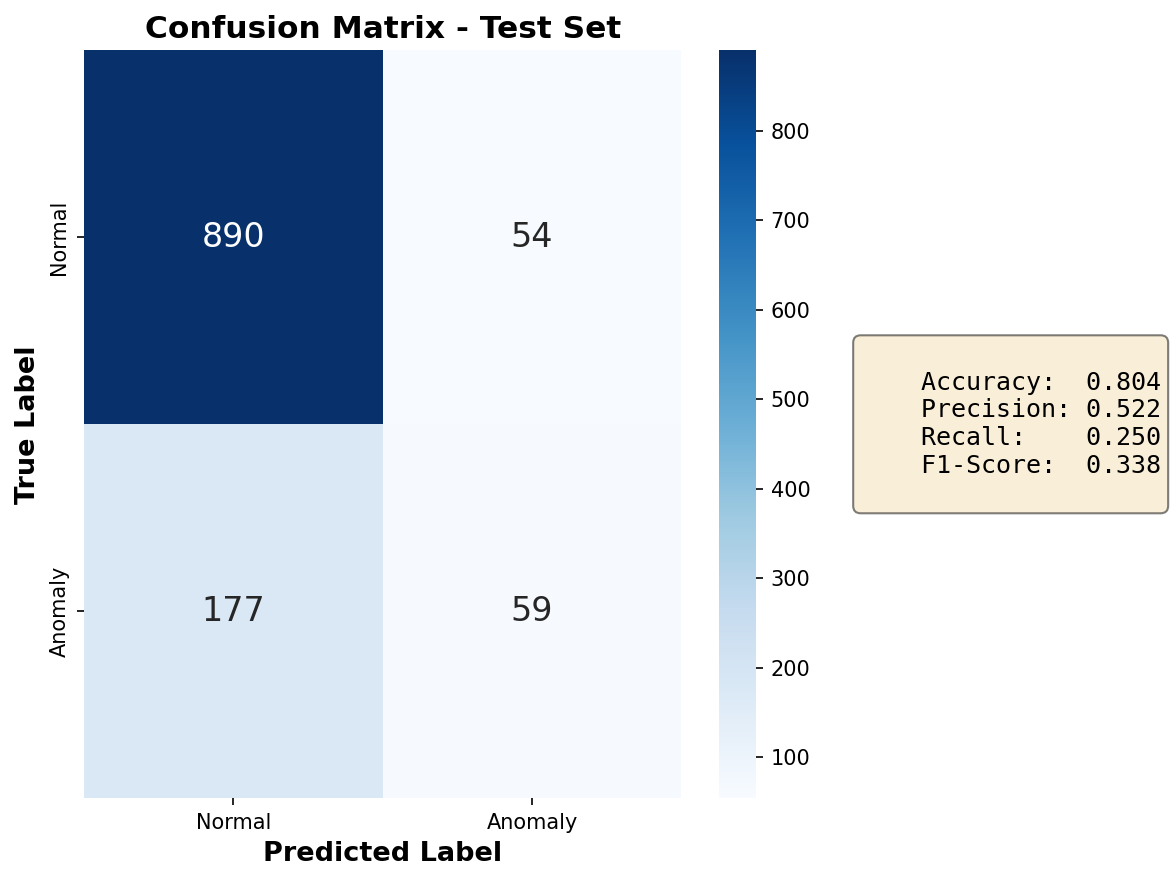 Confusion Matrix - Test Set
True Label
Normal
Anomaly
890
54
177
59
Normal
Anomaly
Predicted Label
800
700
600
500
400
300
200
100
Accuracy: 0.804
Precision: 0.522
Recall: 0.250
F1-Score: 0.338